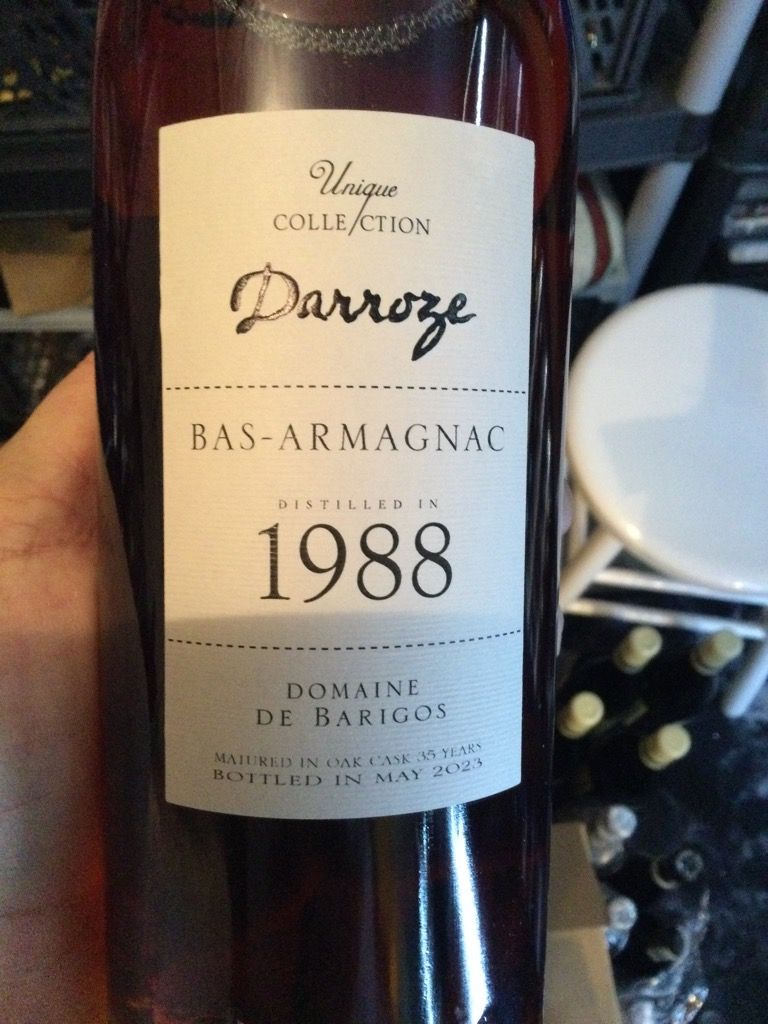 Unique
COLLECTION
Darroze
BAS-ARMAGNAC
DISTILLED IN
1988
DOMAINE
DE BARIGOS
MATURED IN OAK CASK 35 YEARS
BOTTLED IN MAY 2023